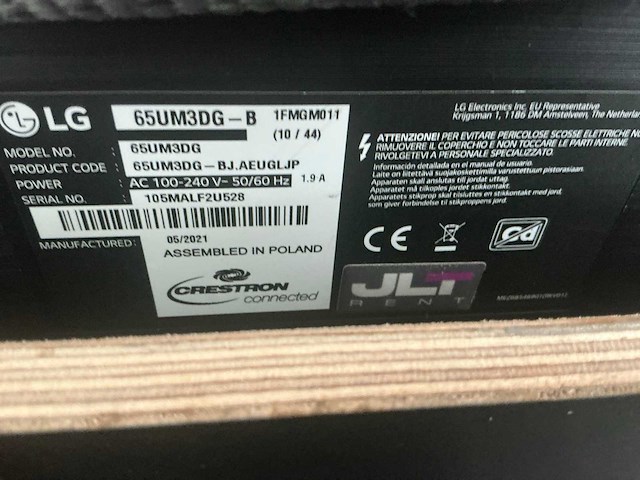 LG
65UM3DG-B 1FMGM011
(10 / 44)
MODEL NO. 65UM3DG
PRODUCT CODE : 65UM3DG-BJ.AEUGLJP
POWER : AC 100-240 V~ 50/60 Hz 1.9 A
SERIAL NO. 105MALF2U528
MANUFACTURED : 05/2021
ASSEMBLED IN POLAND
CRESTRON
connected
LG Electronics Inc. EU Representative
Krijgsman 1, 1186 DM Amstelveen, The Netherla
ATTENZIONE! PER EVITARE PERICOLOSE SCOSSE ELETTRICHE NO
RIMUOVERE IL COPERCHIO E NON TOCCARE LE PARTI INTERNE.
RIVOLGETEVI A PERSONALE SPECIALIZZATO.
Información detallada en el manual.
Laite on liitettävä suojakoskettimilla varustettuun pistorasiaan.
Apparaten skall anslutas till jordat uttag.
Apparatet må tilkoples jordet stikkontakt.
Apparatets stikprop skal tilsluttes en stikkontakt med jord,
som giver forbindelse til stikproppens jord.
CE
JLT
RENT